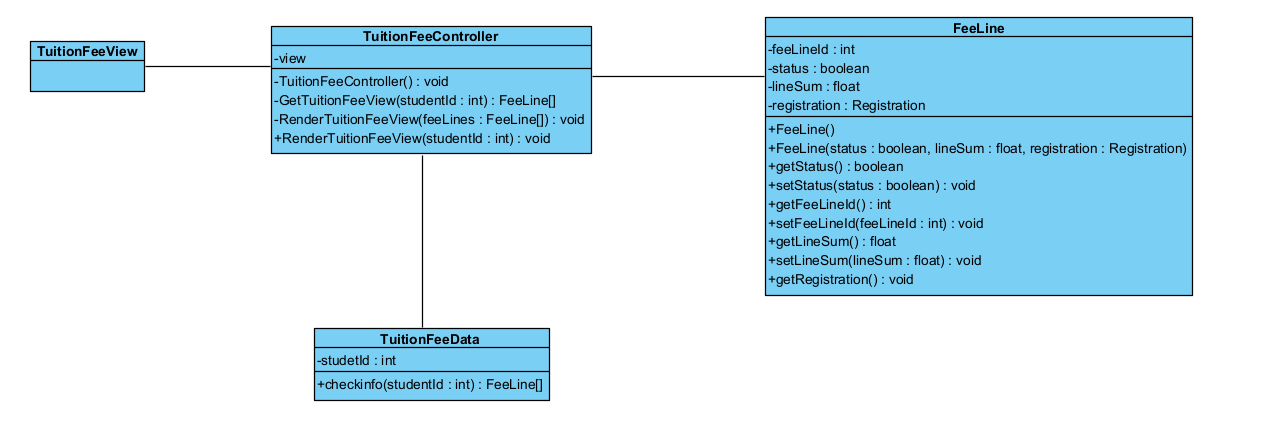 TuitionFeeView
TuitionFeeController
-view
-TuitionFeeController() : void
-GetTuitionFeeView(studentId : int) : FeeLine[]
-RenderTuitionFeeView(feeLines : FeeLine[]) : void
+RenderTuitionFeeView(studentId : int) : void
FeeLine
-feeLineId : int
-status : boolean
-lineSum : float
-registration : Registration
+FeeLine()
+FeeLine(status : boolean, lineSum : float, registration : Registration)
+getStatus() : boolean
+setStatus(status : boolean) : void
+getFeeLineId() : int
+setFeeLineId(feeLineId : int) : void
+getLineSum() : float
+setLineSum(lineSum : float) : void
+getRegistration() : void
TuitionFeeData
-studetId : int
+checkinfo(studentId : int) : FeeLine[]